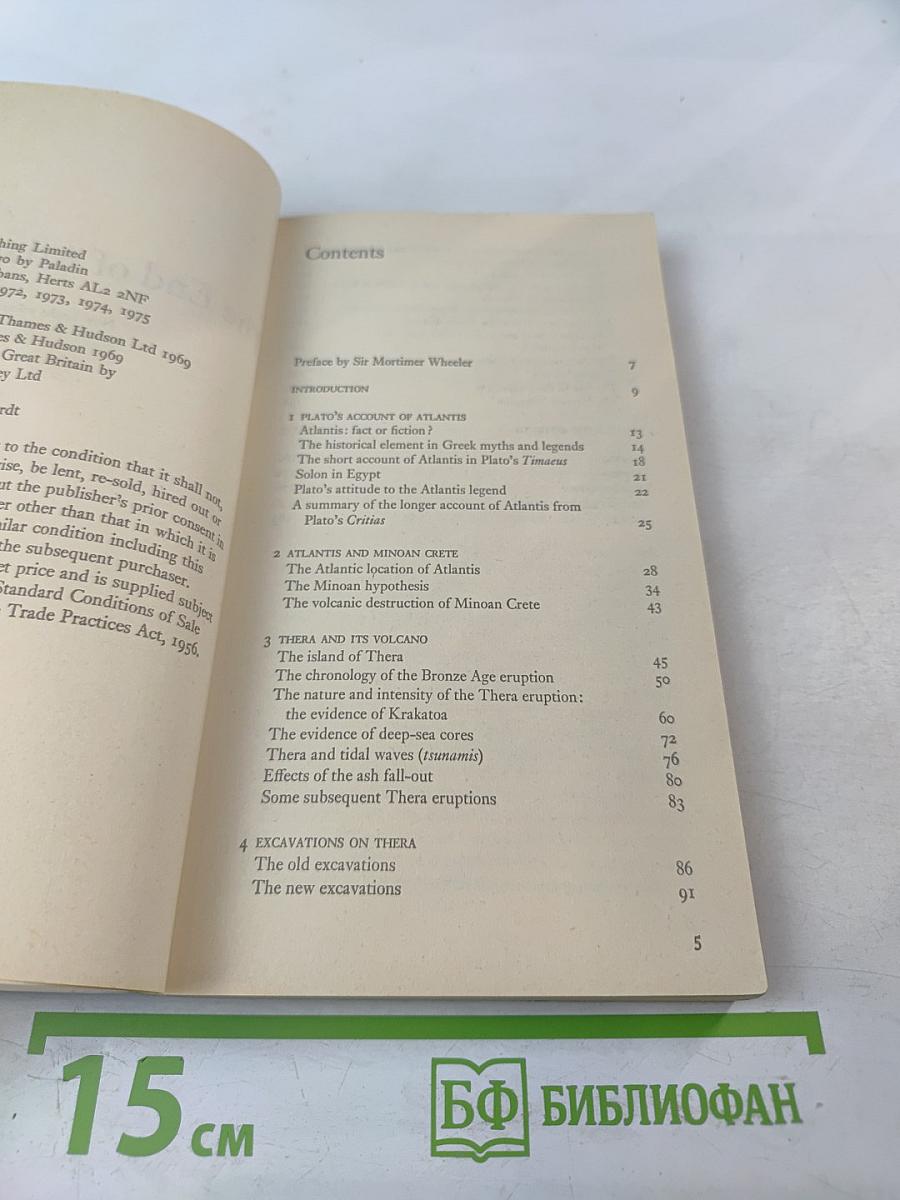 hing Limited
o by Paladin
bans, Herts AL2 2NF
972, 1973, 1974, 1975
Thames & Hudson Ltd 1969
es & Hudson 1969
Great Britain by
ey Ltd
rdt
to the condition that it shall not,
ise, be lent, re-sold, hired out or
ut the publisher's prior consent in
er other than that in which it is
ilar condition including this
the subsequent purchaser.
et price and is supplied subject
Standard Conditions of Sale
Trade Practices Act, 1956.
Contents
Preface by Sir Mortimer Wheeler 7
INTRODUCTION 9
1 PLATO'S ACCOUNT OF ATLANTIS
Atlantis: fact or fiction? 13
The historical element in Greek myths and legends 14
The short account of Atlantis in Plato's Timaeus 18
Solon in Egypt 21
Plato's attitude to the Atlantis legend 22
A summary of the longer account of Atlantis from
Plato's Critias 25
2 ATLANTIS AND MINOAN CRETE
The Atlantic location of Atlantis 28
The Minoan hypothesis 34
The volcanic destruction of Minoan Crete 43
3 THERA AND ITS VOLCANO
The island of Thera 45
The chronology of the Bronze Age eruption 50
The nature and intensity of the Thera eruption:
the evidence of Krakatoa 60
The evidence of deep-sea cores 72
Thera and tidal waves (tsunamis) 76
Effects of the ash fall-out 80
Some subsequent Thera eruptions 83
4 EXCAVATIONS ON THERA
The old excavations 86
The new excavations 91
5
15 см
БФ БИБЛИОФАН